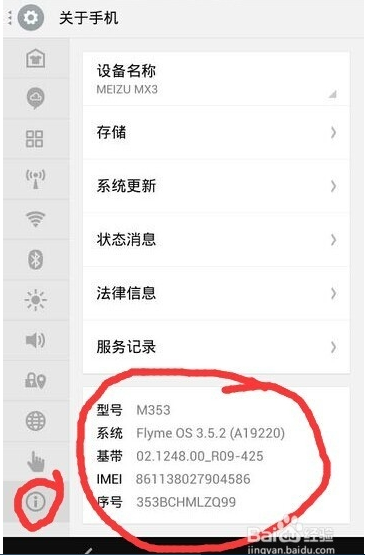 关于手机
设备名称
MEIZU MX3
存储
系统更新
状态消息
法律信息
服务记录
型号 M353
系统 Flyme OS 3.5.2 (A19220)
基带 02.1248.00_R09-425
IMEI 861138027904586
序号 353BCHMLZQ99
Baidu 经验
jingyan.baidu.com